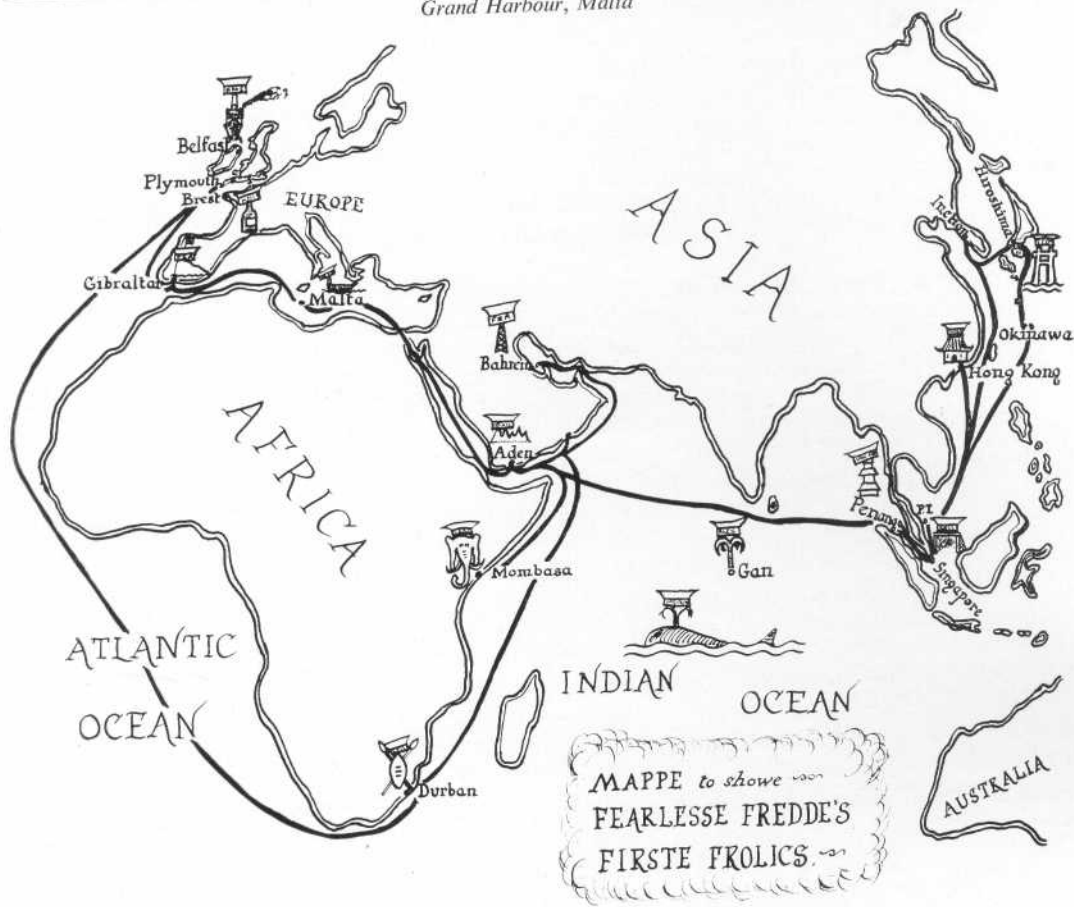 Grand Harbour, Malta
Belfast
Plymouth
Brest
EUROPE
Gibraltar
Malta
ASIA
Inchon
Hiroshima
Okinawa
Hong Kong
Bahrein
Aden
AFRICA
Penang
P.T.
Singapore
Gan
Mombasa
ATLANTIC
OCEAN
INDIAN
OCEAN
Durban
AUSTRALIA
MAPPE to showe
FEARLESSE FREDDE'S
FIRSTE FROLICS.